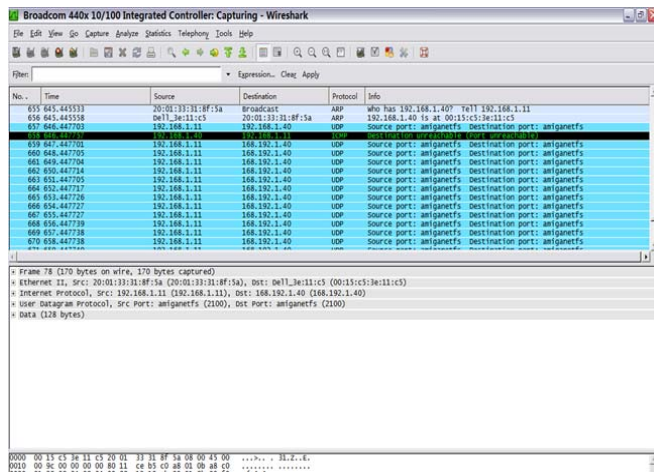 Broadcom 440x 10/100 Integrated Controller: Capturing - Wireshark
File Edit View Go Capture Analyze Statistics Telephony Tools Help
Filter: Expression... Clear Apply
No. . Time Source Destination Protocol Info
655 645.445533 20:01:33:31:8f:5a Broadcast ARP who has 192.168.1.40? Tell 192.168.1.11
656 645.445558 Dell_3e:11:c5 20:01:33:31:8f:5a ARP 192.168.1.40 is at 00:15:c5:3e:11:c5
657 646.447703 192.168.1.11 192.168.1.40 UDP Source port: amiganetfs Destination port: amiganetfs
658 646.447757 192.168.1.40 192.168.1.11 ICMP Destination unreachable (Port unreachable)
659 647.447701 192.168.1.11 168.192.1.40 UDP Source port: amiganetfs Destination port: amiganetfs
660 648.447705 192.168.1.11 168.192.1.40 UDP Source port: amiganetfs Destination port: amiganetfs
661 649.447704 192.168.1.11 168.192.1.40 UDP Source port: amiganetfs Destination port: amiganetfs
662 650.447714 192.168.1.11 168.192.1.40 UDP Source port: amiganetfs Destination port: amiganetfs
663 651.447705 192.168.1.11 168.192.1.40 UDP Source port: amiganetfs Destination port: amiganetfs
664 652.447717 192.168.1.11 168.192.1.40 UDP Source port: amiganetfs Destination port: amiganetfs
665 653.447726 192.168.1.11 168.192.1.40 UDP Source port: amiganetfs Destination port: amiganetfs
666 654.447727 192.168.1.11 168.192.1.40 UDP Source port: amiganetfs Destination port: amiganetfs
667 655.447727 192.168.1.11 168.192.1.40 UDP Source port: amiganetfs Destination port: amiganetfs
668 656.447739 192.168.1.11 168.192.1.40 UDP Source port: amiganetfs Destination port: amiganetfs
669 657.447738 192.168.1.11 168.192.1.40 UDP Source port: amiganetfs Destination port: amiganetfs
670 658.447738 192.168.1.11 168.192.1.40 UDP Source port: amiganetfs Destination port: amiganetfs
Frame 78 (170 bytes on wire, 170 bytes captured)
Ethernet II, Src: 20:01:33:31:8f:5a (20:01:33:31:8f:5a), Dst: Dell_3e:11:c5 (00:15:c5:3e:11:c5)
Internet Protocol, Src: 192.168.1.11 (192.168.1.11), Dst: 168.192.1.40 (168.192.1.40)
User Datagram Protocol, Src Port: amiganetfs (2100), Dst Port: amiganetfs (2100)
Data (128 bytes)
0000 00 15 c5 3e 11 c5 20 01 33 31 8f 5a 08 00 45 00 ...>.. . 31.Z..E.
0010 00 9c 00 00 00 00 80 11 ce b5 c0 a8 01 0b a8 c0 ........ ........